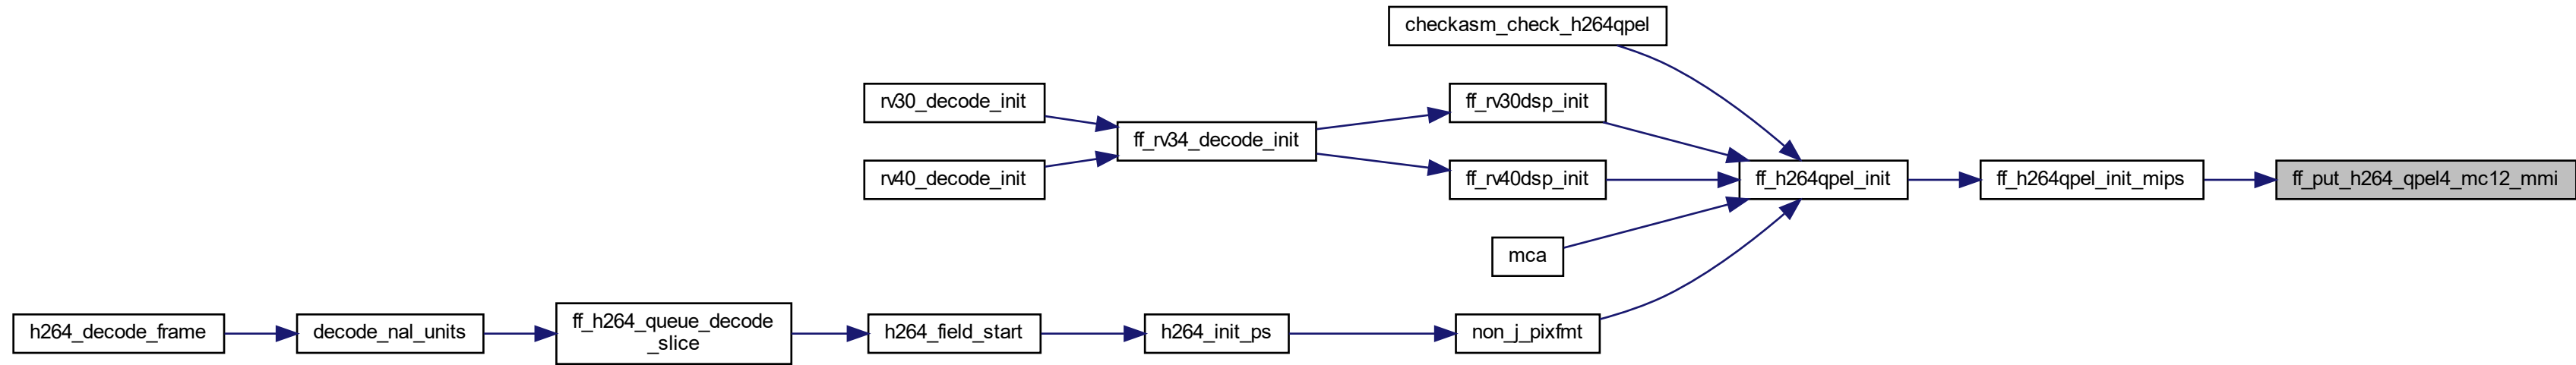 checkasm_check_h264qpel
rv30_decode_init
ff_rv30dsp_init
ff_rv34_decode_init
rv40_decode_init
ff_rv40dsp_init
ff_h264qpel_init
ff_h264qpel_init_mips
ff_put_h264_qpel4_mc12_mmi
mca
h264_decode_frame
decode_nal_units
ff_h264_queue_decode
_slice
h264_field_start
h264_init_ps
non_j_pixfmt